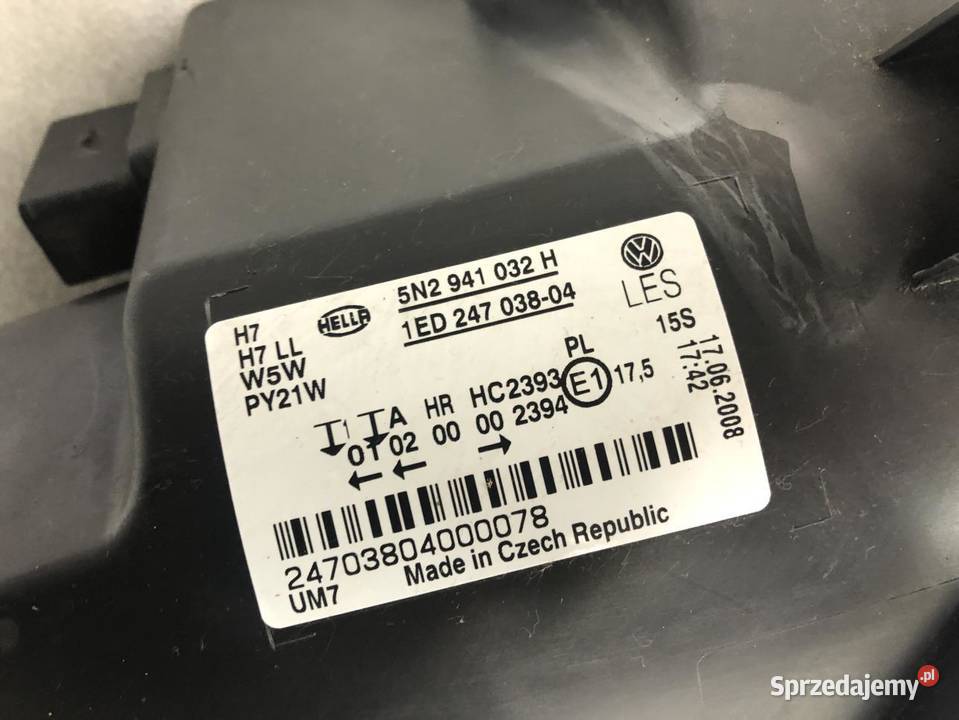 5N2 941 032 H
1ED 247 038-04
HELLA
LES
H7
H7 LL
W5W
PY21W
15S 17.06.2008
17:42
PL
1 A HR HC2393 E1 17,5
01 02 00 00 2394
24703804000078
UM7 Made in Czech Republic
Sprzedajemy.pl